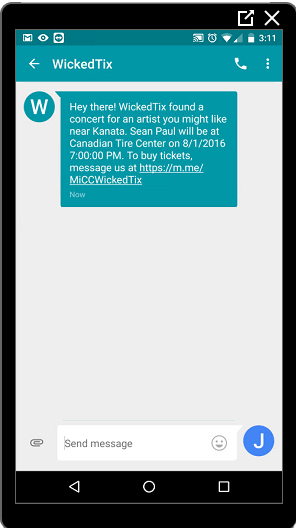 3:11
WickedTix
W
Hey there! WickedTix found a
concert for an artist you might like
near Kanata. Sean Paul will be at
Canadian Tire Center on 8/1/2016
7:00:00 PM. To buy tickets,
message us at https://m.me/
MiCCWickedTix
Now
Send message
J